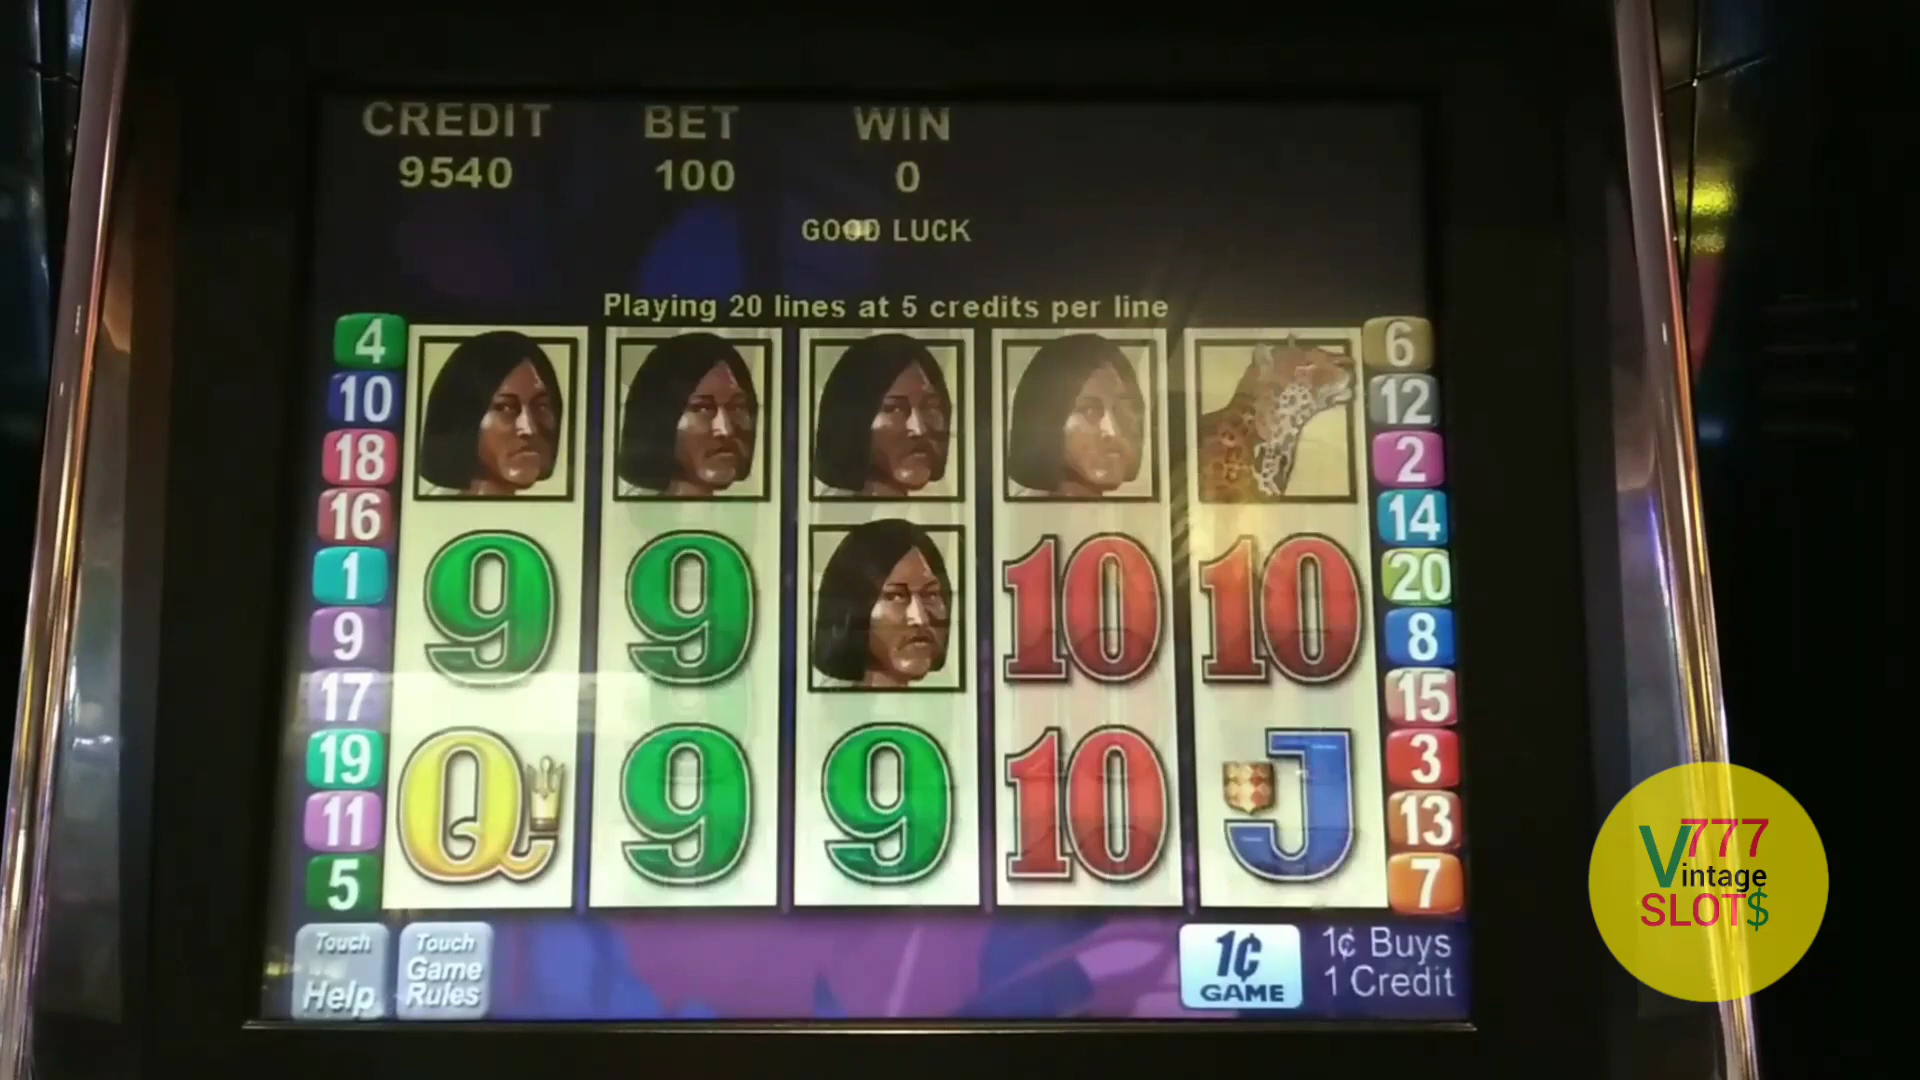 CREDIT BET WIN
9540 100 0
GOOD LUCK
Playing 20 lines at 5 credits per line
4 6
10 12
18 2
16 14
1 20
9 8
17 15
19 3
11 13
5 7
9 9 10 10
Q 9 9 10 J
Touch Help
Touch Game Rules
1¢ GAME
1¢ Buys
1 Credit
V777
intage
SLOT$